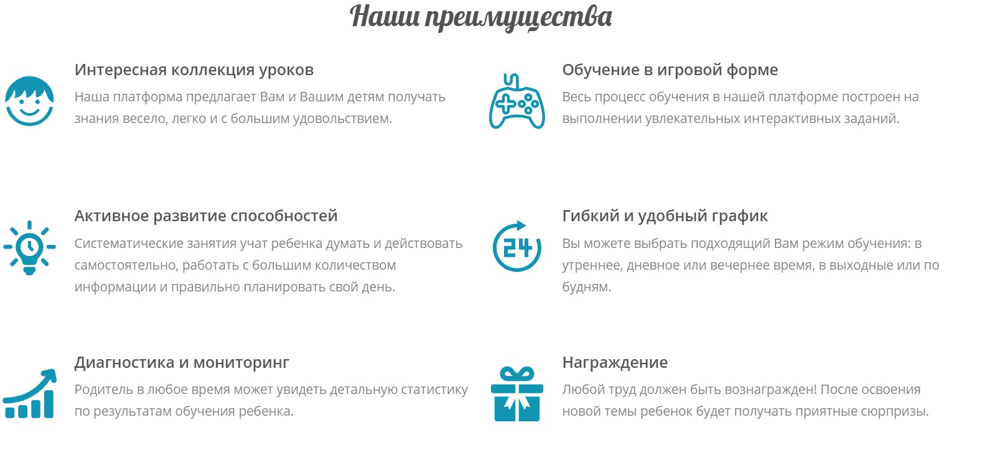 Наши преимущества
Интересная коллекция уроков
Наша платформа предлагает Вам и Вашим детям получать
знания весело, легко и с большим удовольствием.
Обучение в игровой форме
Весь процесс обучения в нашей платформе построен на
выполнении увлекательных интерактивных заданий.
Активное развитие способностей
Систематические занятия учат ребенка думать и действовать
самостоятельно, работать с большим количеством
информации и правильно планировать свой день.
24
Гибкий и удобный график
Вы можете выбрать подходящий Вам режим обучения: в
утреннее, дневное или вечернее время, в выходные или по
будням.
Диагностика и мониторинг
Родитель в любое время может увидеть детальную статистику
по результатам обучения ребенка.
Награждение
Любой труд должен быть вознагражден! После освоения
новой темы ребенок будет получать приятные сюрпризы.